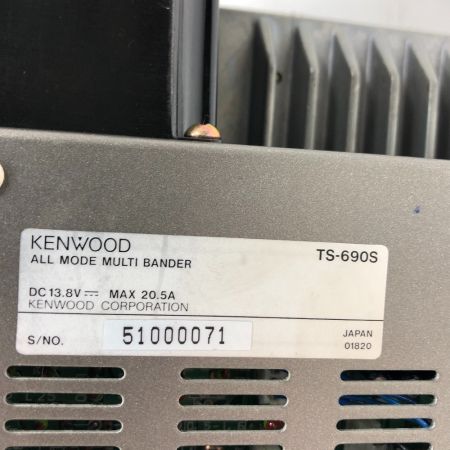 KENWOOD TS-690S
ALL MODE MULTI BANDER
DC 13.8V ⎓ MAX 20.5A
KENWOOD CORPORATION
S/NO. 51000071 JAPAN
01820